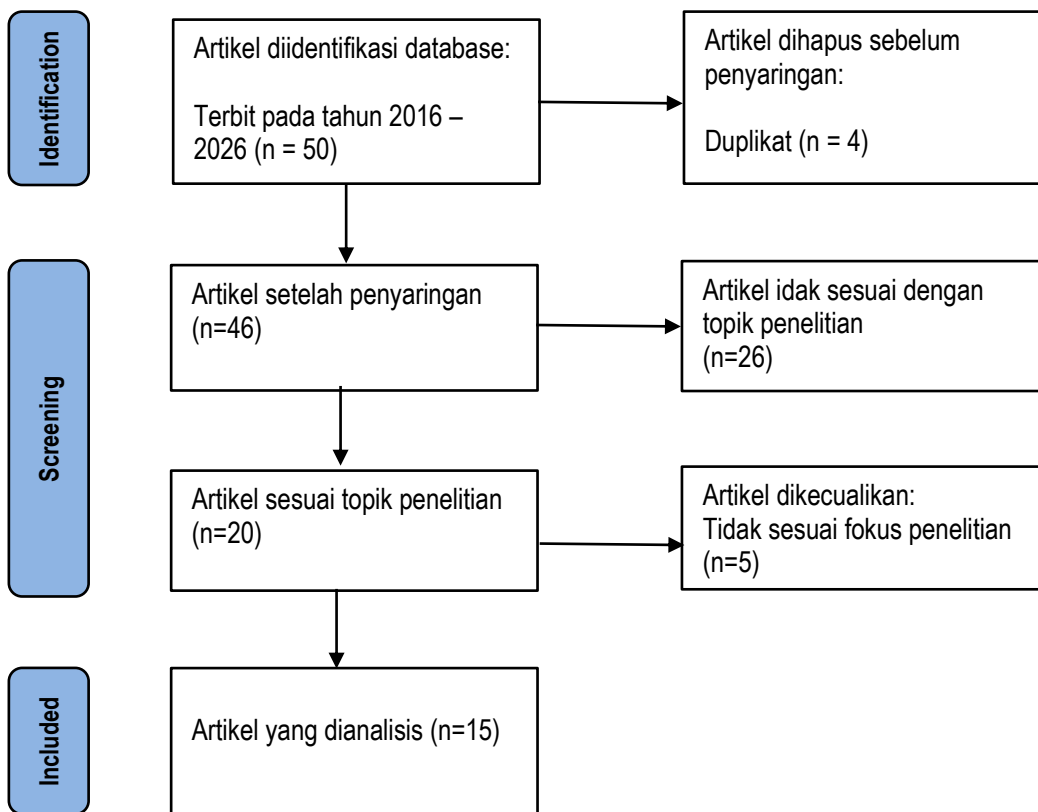 Identification
Artikel diidentifikasi database:
Terbit pada tahun 2016 –
2026 (n = 50)
Artikel dihapus sebelum
penyaringan:
Duplikat (n = 4)
Screening
Artikel setelah penyaringan
(n=46)
Artikel idak sesuai dengan
topik penelitian
(n=26)
Artikel sesuai topik penelitian
(n=20)
Artikel dikecualikan:
Tidak sesuai fokus penelitian
(n=5)
Included
Artikel yang dianalisis (n=15)